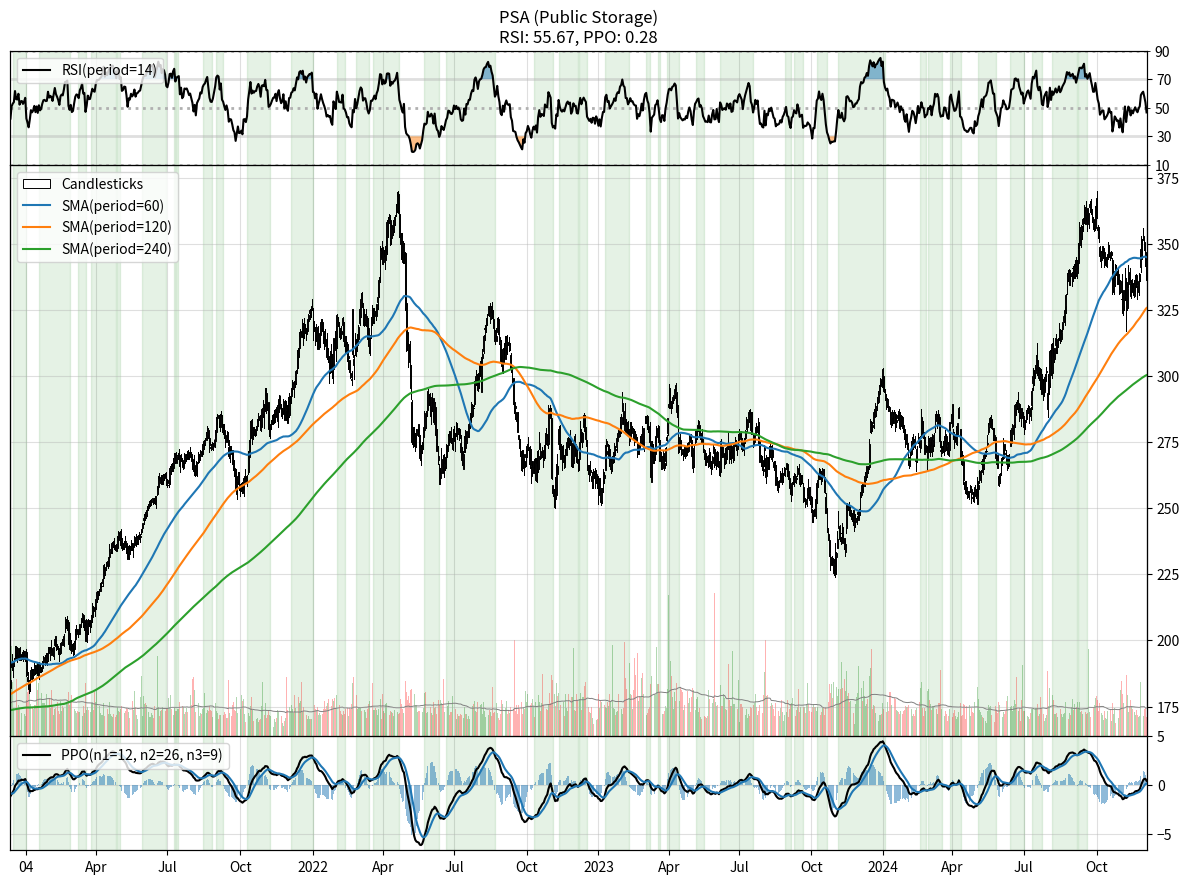 PSA (Public Storage)
RSI: 55.67, PPO: 0.28
RSI(period=14)
90
70
50
30
10
Candlesticks
SMA(period=60)
SMA(period=120)
SMA(period=240)
375
350
325
300
275
250
225
200
175
PPO(n1=12, n2=26, n3=9)
5
0
−5
04 Apr Jul Oct 2022 Apr Jul Oct 2023 Apr Jul Oct 2024 Apr Jul Oct